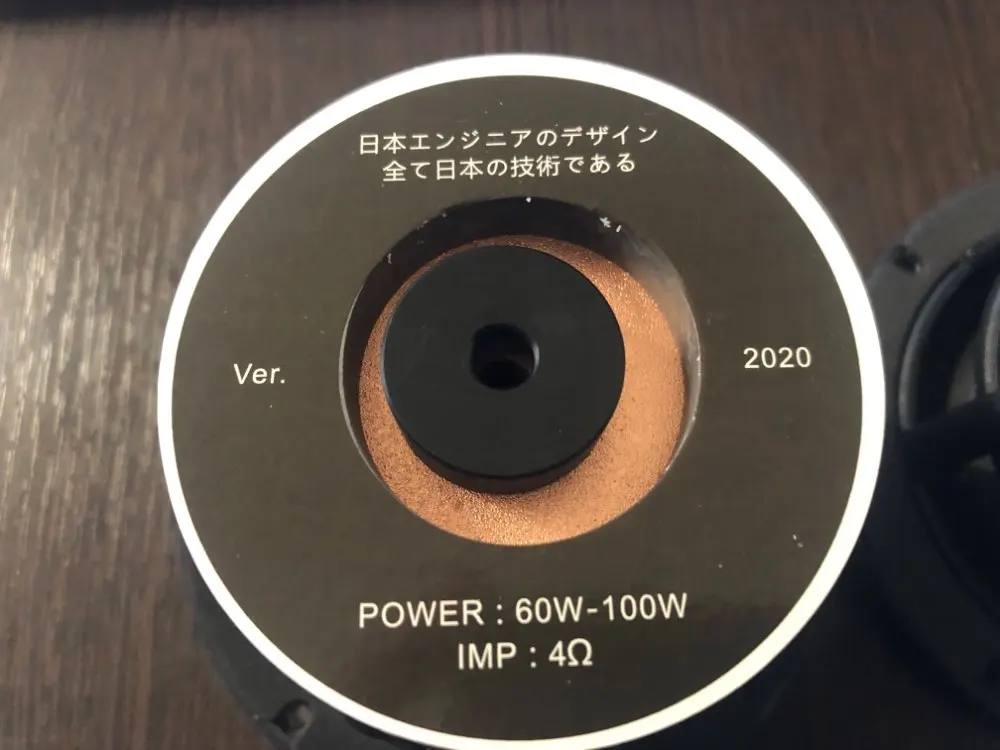 日本エンジニアのデザイン
全て日本の技術である
Ver.
2020
POWER : 60W-100W
IMP : 4Ω